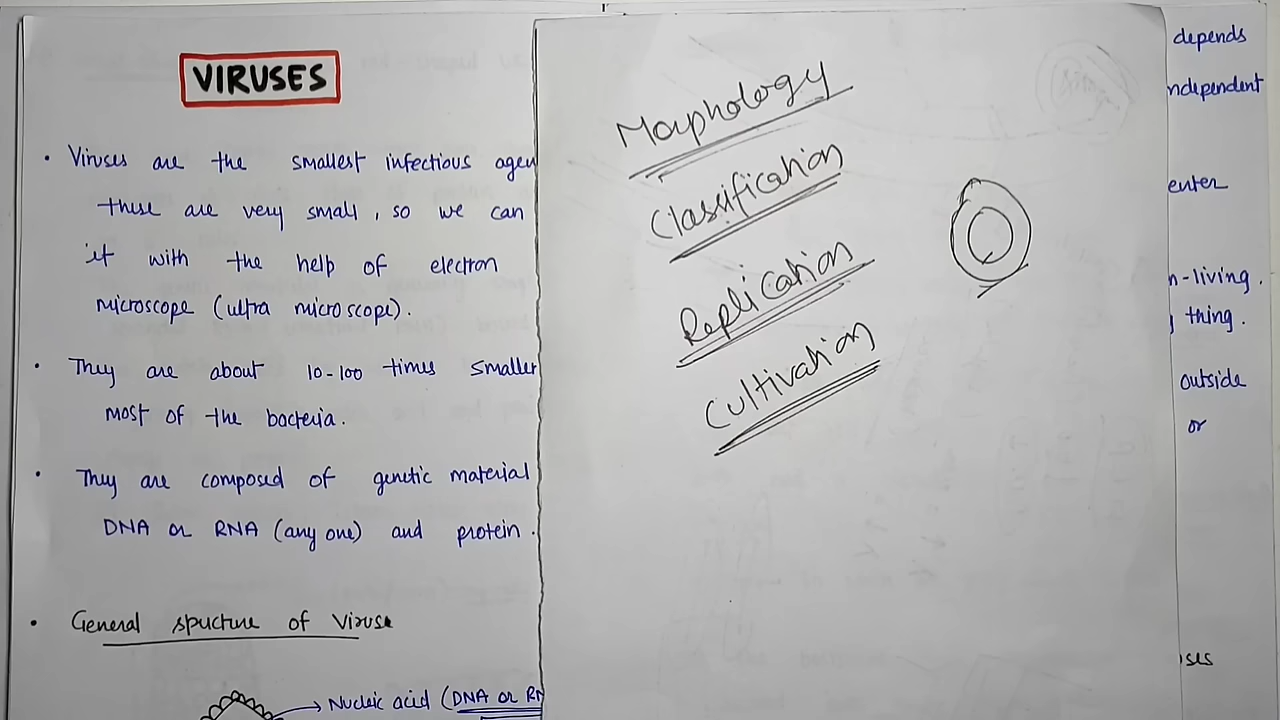 VIRUSES
• Viruses are the smallest infectious agen
these are very small, so we can
it with the help of electron
microscope (ultra microscope).
• They are about 10-100 times smaller
most of the bacteria.
• They are composed of genetic material
DNA or RNA (any one) and protein.
• General structure of Viruse
→ Nucleic acid (DNA or RN
Morphology
Classification
Replication
Cultivation
depends
ndependent
enter
n-living.
thing.
outside
or
ses